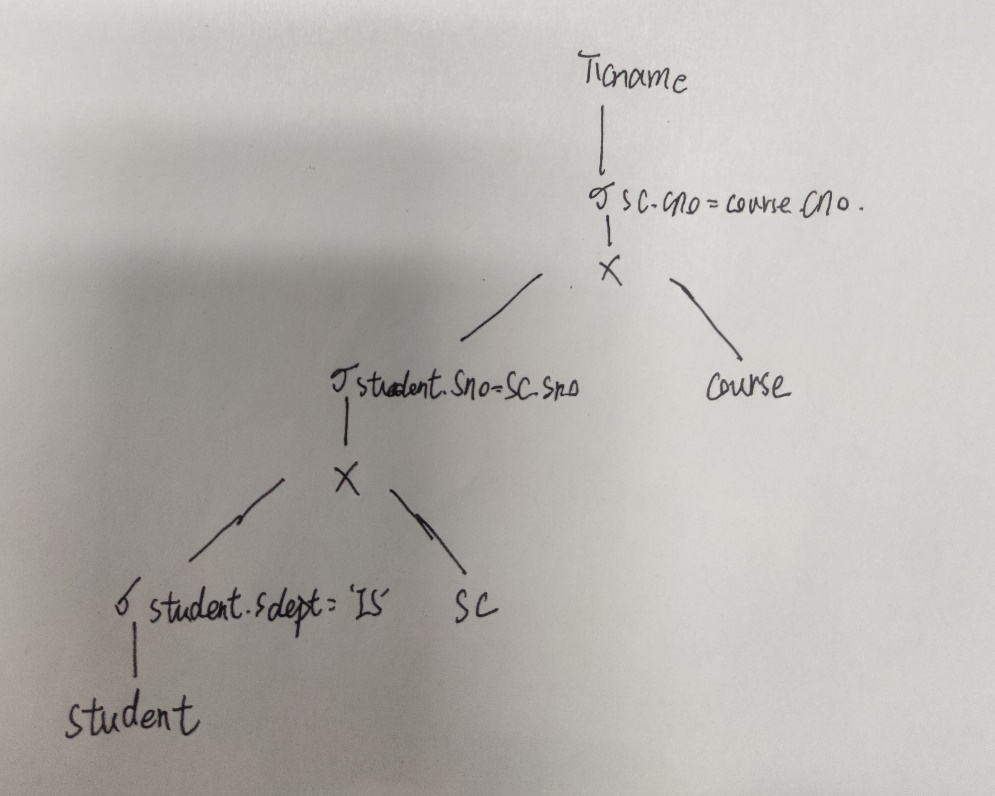 πcname
σ SC.cno=course.cno.
X
σ student.Sno=SC.Sno
course
X
σ student.sdept='IS'
SC
student